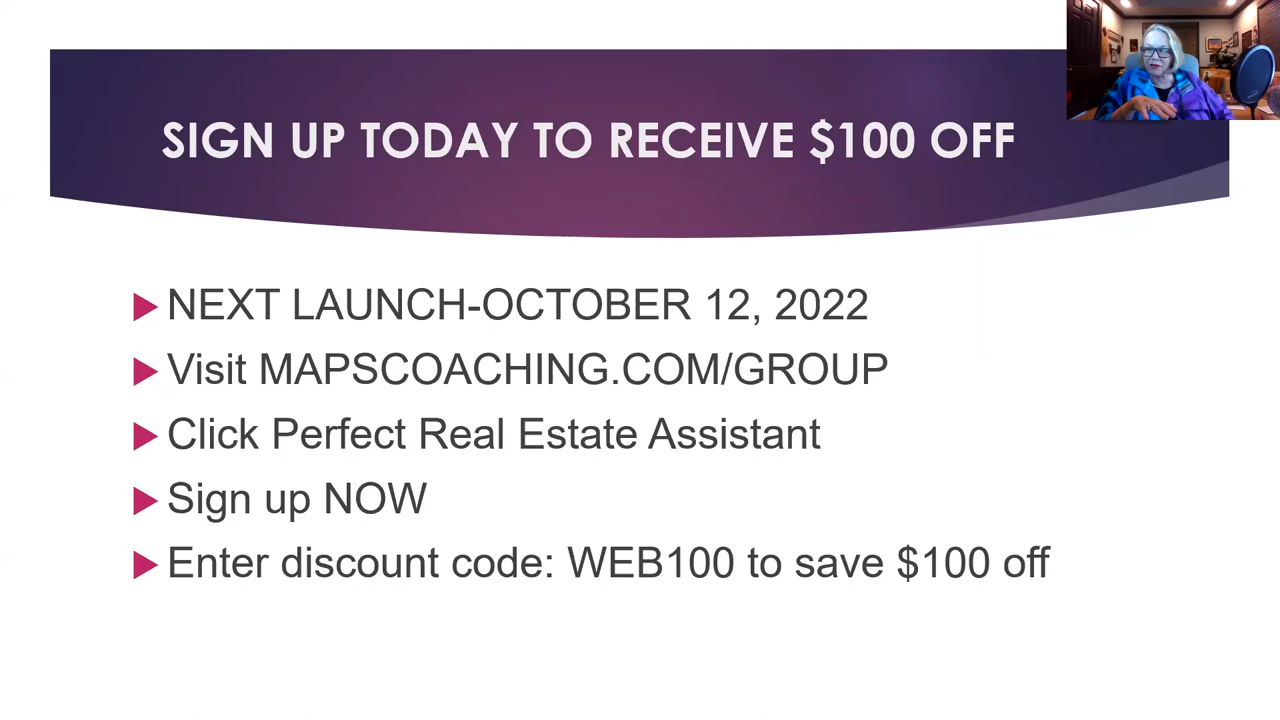 SIGN UP TODAY TO RECEIVE $100 OFF
NEXT LAUNCH-OCTOBER 12, 2022
Visit MAPSCOACHING.COM/GROUP
Click Perfect Real Estate Assistant
Sign up NOW
Enter discount code: WEB100 to save $100 off